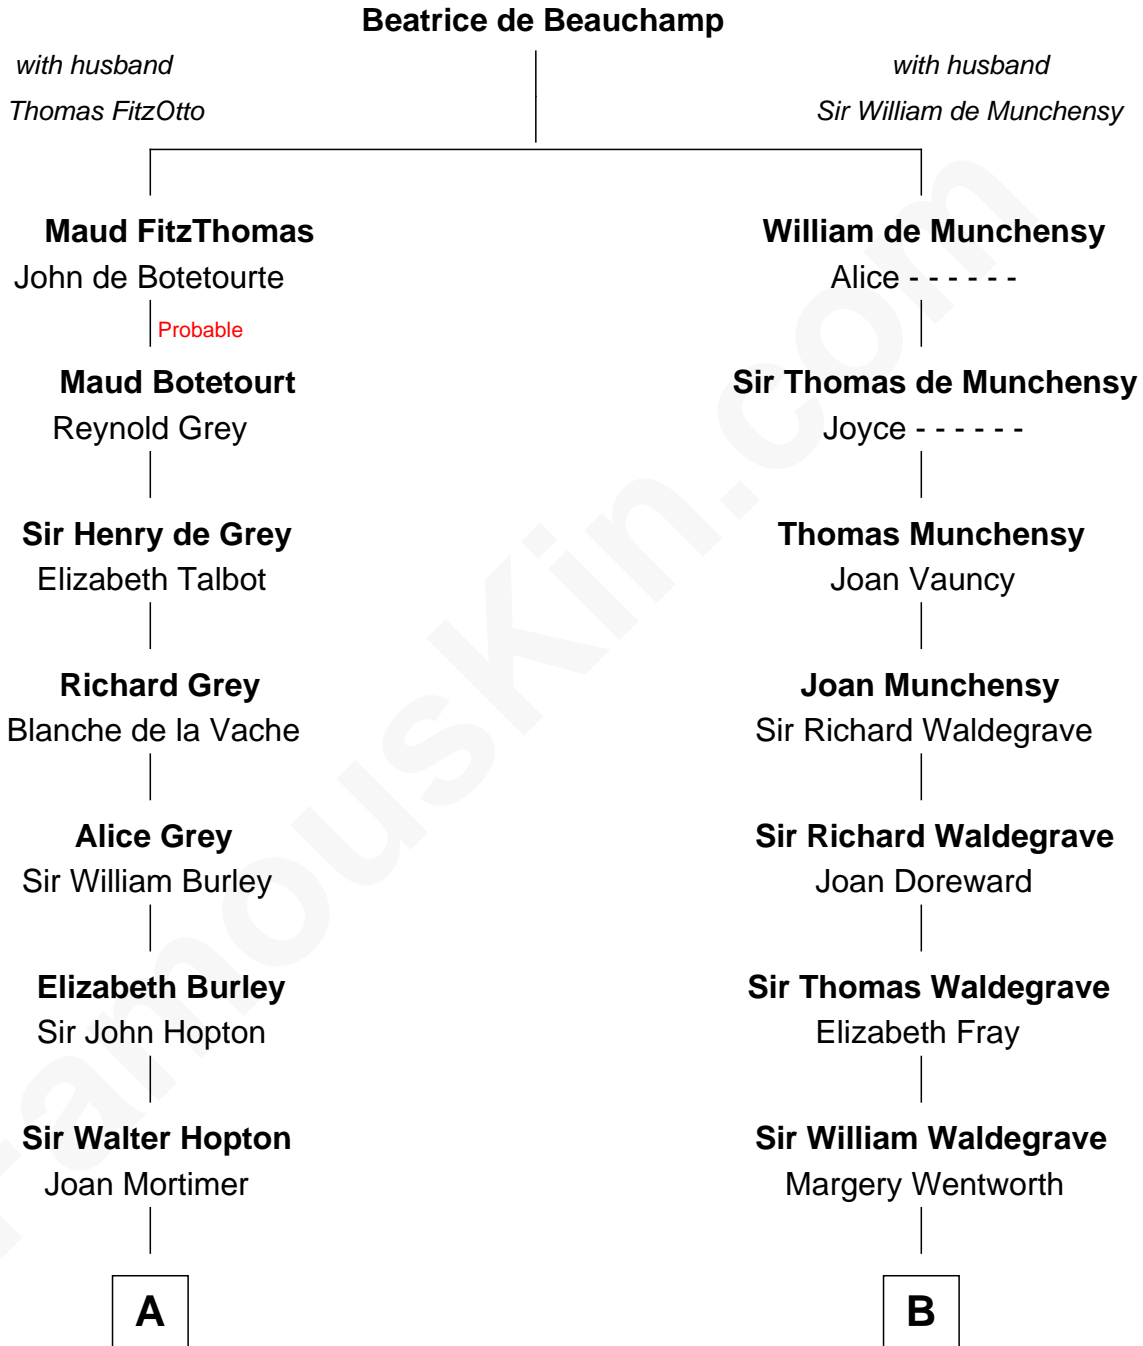 Beatrice de Beauchamp
with husband
Thomas FitzOtto
with husband
Sir William de Munchensy
Maud FitzThomas
John de Botetourte
Probable
Maud Botetourt
Reynold Grey
Sir Henry de Grey
Elizabeth Talbot
Richard Grey
Blanche de la Vache
Alice Grey
Sir William Burley
Elizabeth Burley
Sir John Hopton
Sir Walter Hopton
Joan Mortimer
A
William de Munchensy
Alice - - - - - -
Sir Thomas de Munchensy
Joyce - - - - - -
Thomas Munchensy
Joan Vauncy
Joan Munchensy
Sir Richard Waldegrave
Sir Richard Waldegrave
Joan Doreward
Sir Thomas Waldegrave
Elizabeth Fray
Sir William Waldegrave
Margery Wentworth
B
FamousKin.com